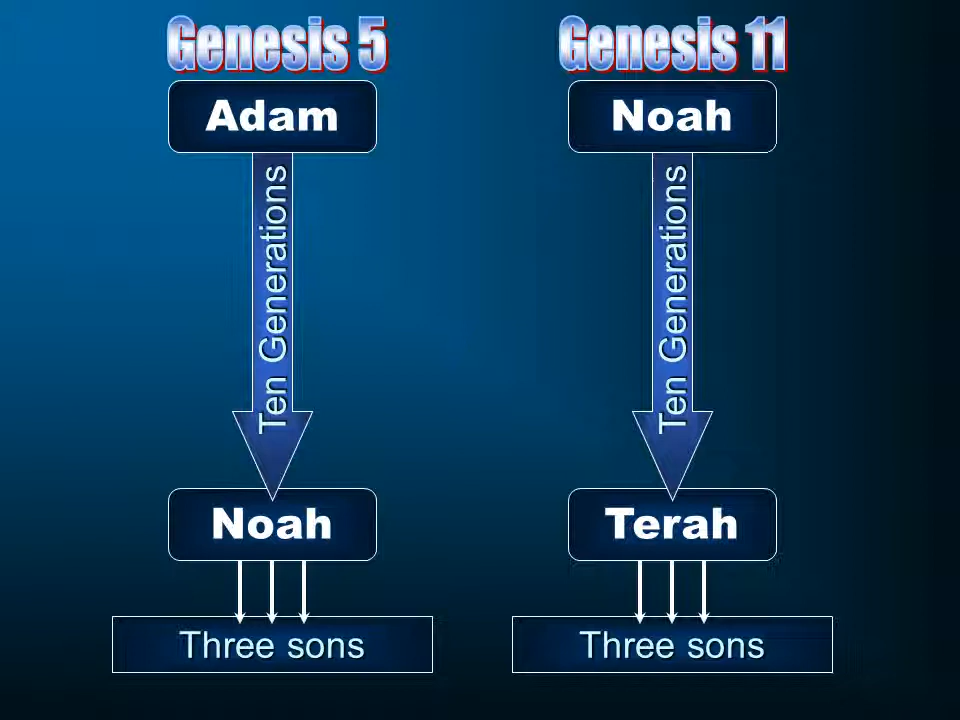 Genesis 5
Adam
Ten Generations
Noah
Three sons
Genesis 11
Noah
Ten Generations
Terah
Three sons